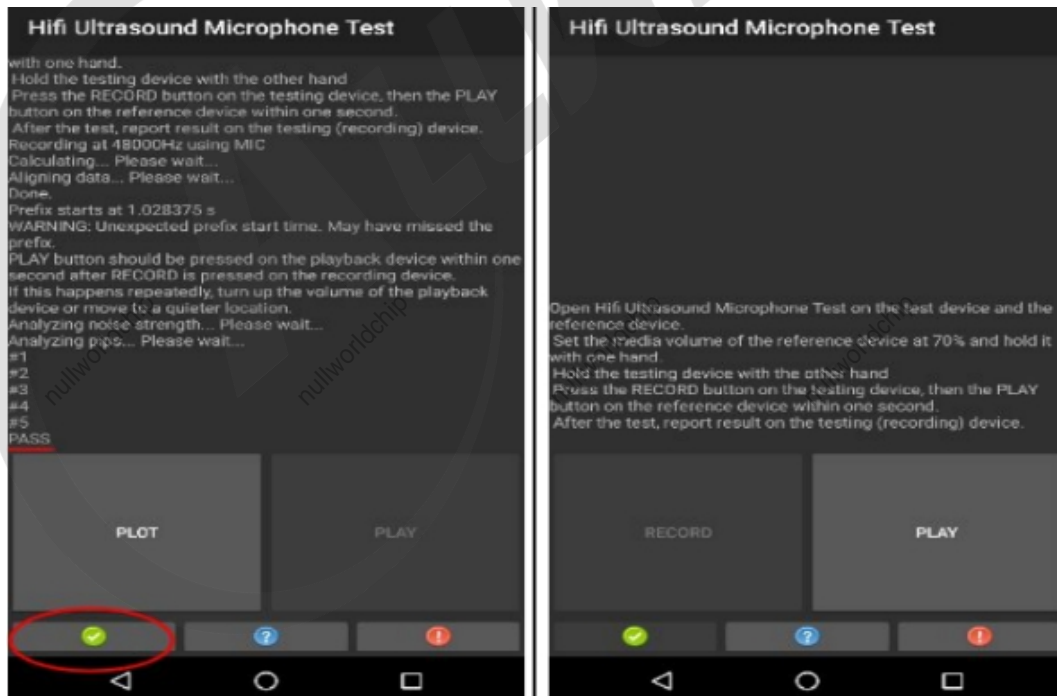 Hifi Ultrasound Microphone Test
with one hand.
Hold the testing device with the other hand
Press the RECORD button on the testing device, then the PLAY
button on the reference device within one second.
After the test, report result on the testing (recording) device.
Recording at 48000Hz using MIC
Calculating... Please wait...
Aligning data... Please wait...
Done.
Prefix starts at 1.028375 s
WARNING: Unexpected prefix start time. May have missed the
prefix.
PLAY button should be pressed on the playback device within one
second after RECORD is pressed on the recording device.
If this happens repeatedly, turn up the volume of the playback
device or move to a quieter location.
Analyzing noise strength... Please wait...
Analyzing pips... Please wait...
#1
#2
#3
#4
#5
PASS
PLOT
PLAY
Hifi Ultrasound Microphone Test
Open Hifi Ultrasound Microphone Test on the test device and the
reference device.
Set the media volume of the reference device at 70% and hold it
with one hand.
Hold the testing device with the other hand
Press the RECORD button on the testing device, then the PLAY
button on the reference device within one second.
After the test, report result on the testing (recording) device.
RECORD
PLAY
nullworldchip
nullworldchip
nullworldchip
nullworldchip